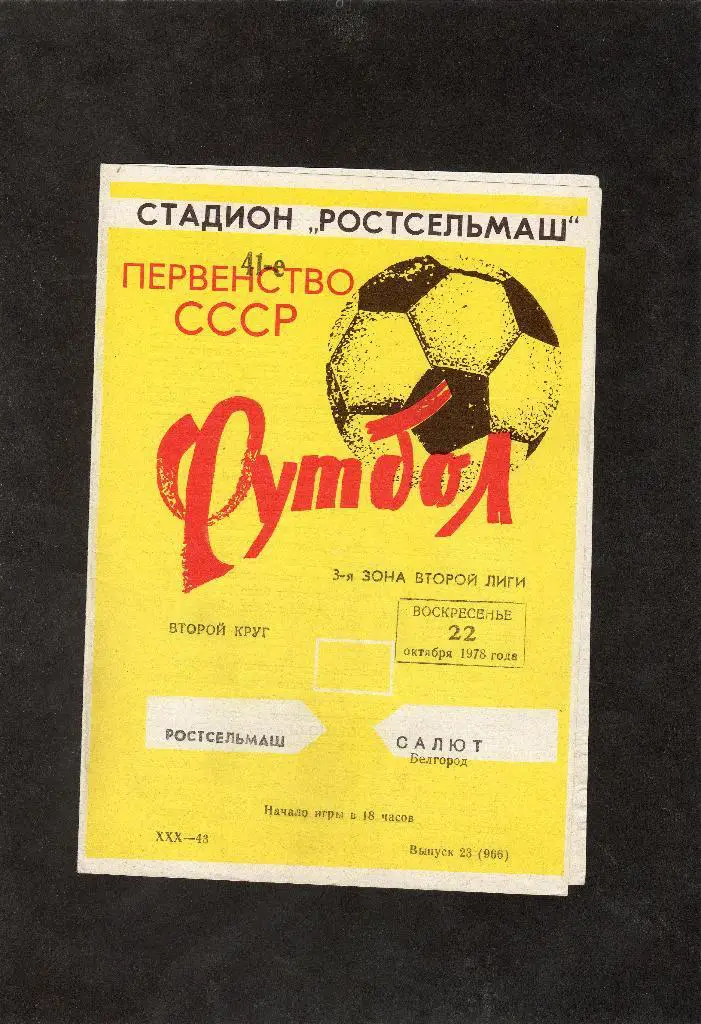 СТАДИОН „РОСТСЕЛЬМАШ“
41-е
ПЕРВЕНСТВО
СССР
Футбол
3-я ЗОНА ВТОРОЙ ЛИГИ
ВТОРОЙ КРУГ
ВОСКРЕСЕНЬЕ
22
октября 1978 года
РОСТСЕЛЬМАШ
САЛЮТ
Белгород
Начало игры в 18 часов
XXX—43
Выпуск 23 (966)